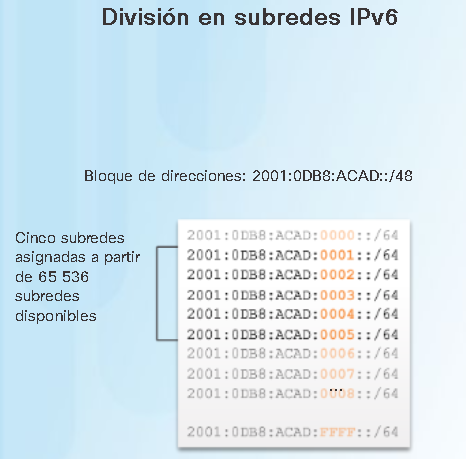 División en subredes IPv6
Bloque de direcciones: 2001:0DB8:ACAD::/48
Cinco subredes
asignadas a partir
de 65 536
subredes
disponibles
2001:0DB8:ACAD:0000::/64
2001:0DB8:ACAD:0001::/64
2001:0DB8:ACAD:0002::/64
2001:0DB8:ACAD:0003::/64
2001:0DB8:ACAD:0004::/64
2001:0DB8:ACAD:0005::/64
2001:0DB8:ACAD:0006::/64
2001:0DB8:ACAD:0007::/64
...
2001:0DB8:ACAD:0008::/64
2001:0DB8:ACAD:FFFF::/64